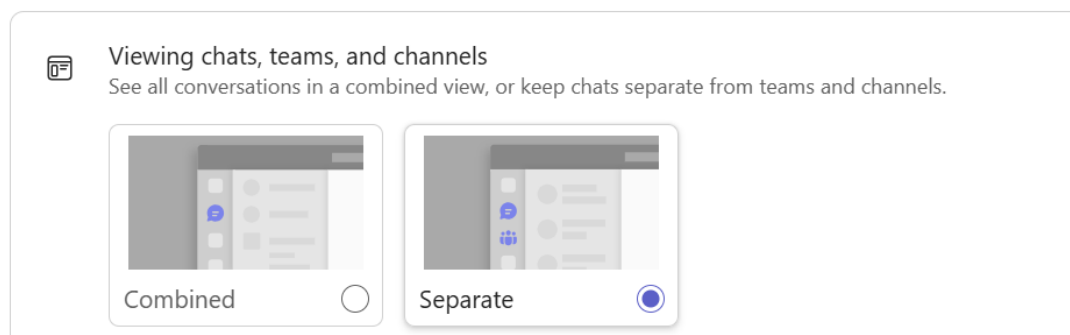 Viewing chats, teams, and channels
See all conversations in a combined view, or keep chats separate from teams and channels.
Combined
Separate